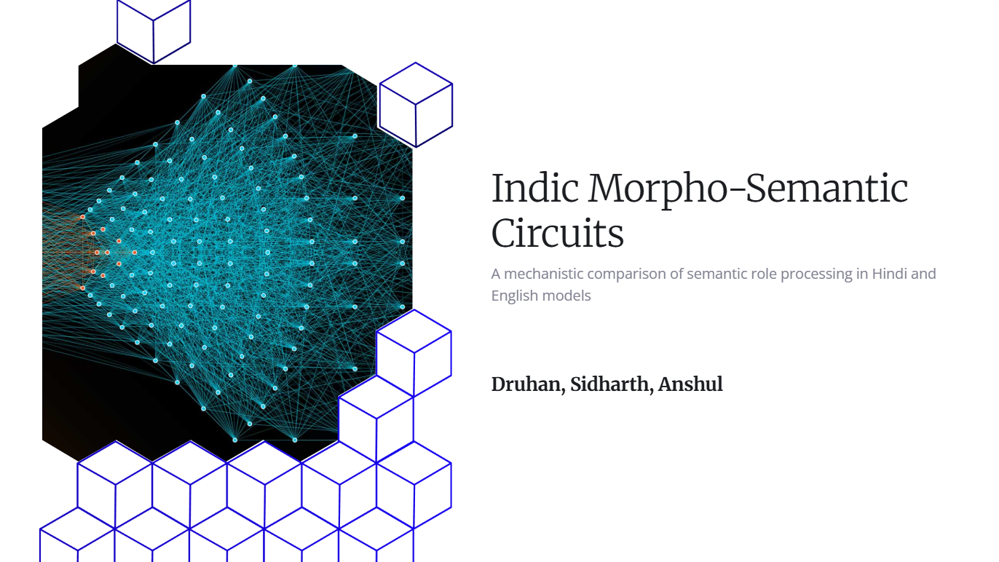 Indic Morpho-Semantic
Circuits
A mechanistic comparison of semantic role processing in Hindi and
English models
Druhan, Sidharth, Anshul